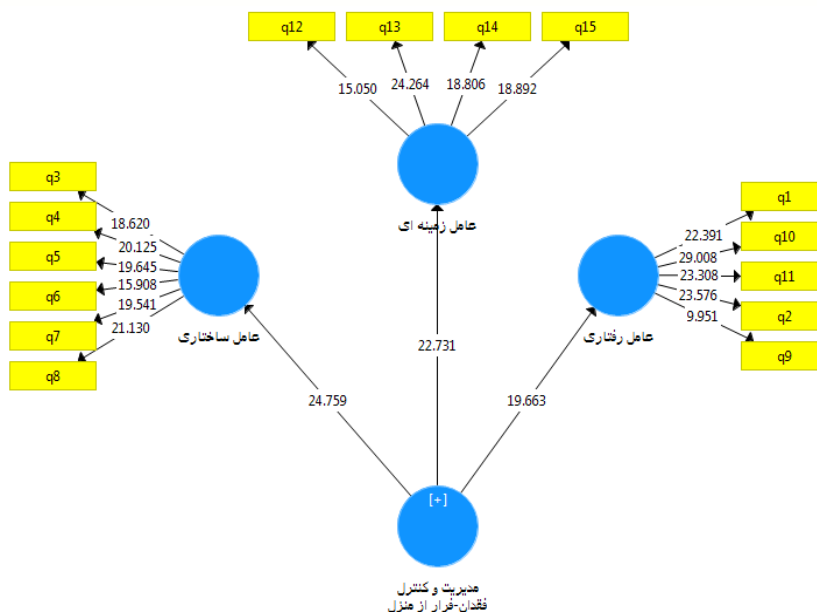 q12 q13 q14 q15
15.050 24.264 18.806 18.892
عامل زمینه ای
q3
q4
q5
q6
q7
q8
18.620
20.125
19.645
15.908
19.541
21.130
عامل ساختاری
q1
q10
q11
q2
q9
22.391
29.008
23.308
23.576
9.951
عامل رفتاری
24.759 22.731 19.663
[+]
مدیریت و کنترل
فقدان-فرار از منزل